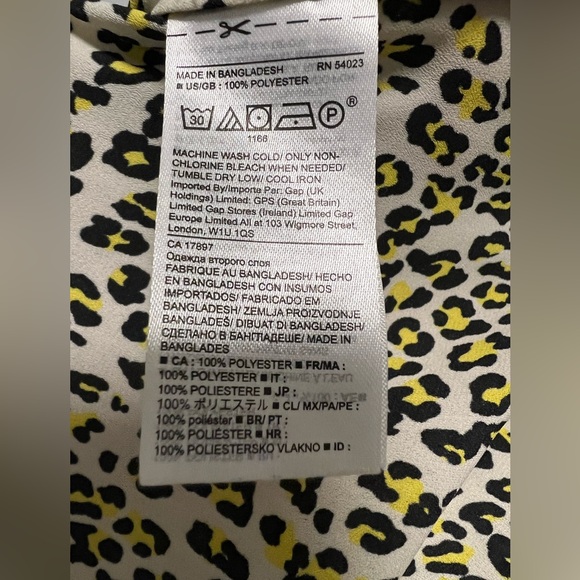 MADE IN BANGLADESH RN 54023
US/GB : 100% POLYESTER
30 P ®
1166
MACHINE WASH COLD/ ONLY NON-
CHLORINE BLEACH WHEN NEEDED/
TUMBLE DRY LOW/ COOL IRON
Imported By/Importe Par: Gap (UK
Holdings) Limited: GPS (Great Britain)
Limited Gap Stores (Ireland) Limited Gap
Europe Limited All at 103 Wigmore Street,
London, W1U.1QS
CA 17897
Одежда второго слоя
FABRIQUE AU BANGLADESH/ HECHO
EN BANGLADESH CON INSUMOS
IMPORTADOS/ FABRICADO EM
BANGLADESH/ ZEMLJA PROIZVODNJE
BANGLADEŠ/ DIBUAT DI BANGLADESH/
СДЕЛАНО В БАНГЛАДЕШЕ/ MADE IN
BANGLADES
■ CA : 100% POLYESTER ■ FR/MA :
100% POLYESTER ■ IT :
100% POLIESTERE ■ JP :
100% ポリエステル ■ CL/ MX/PA/PE :
100% poliéster ■ BR/ PT :
100% POLIÉSTER ■ HR :
POLIESTERSKO VLAKNO ■ ID :